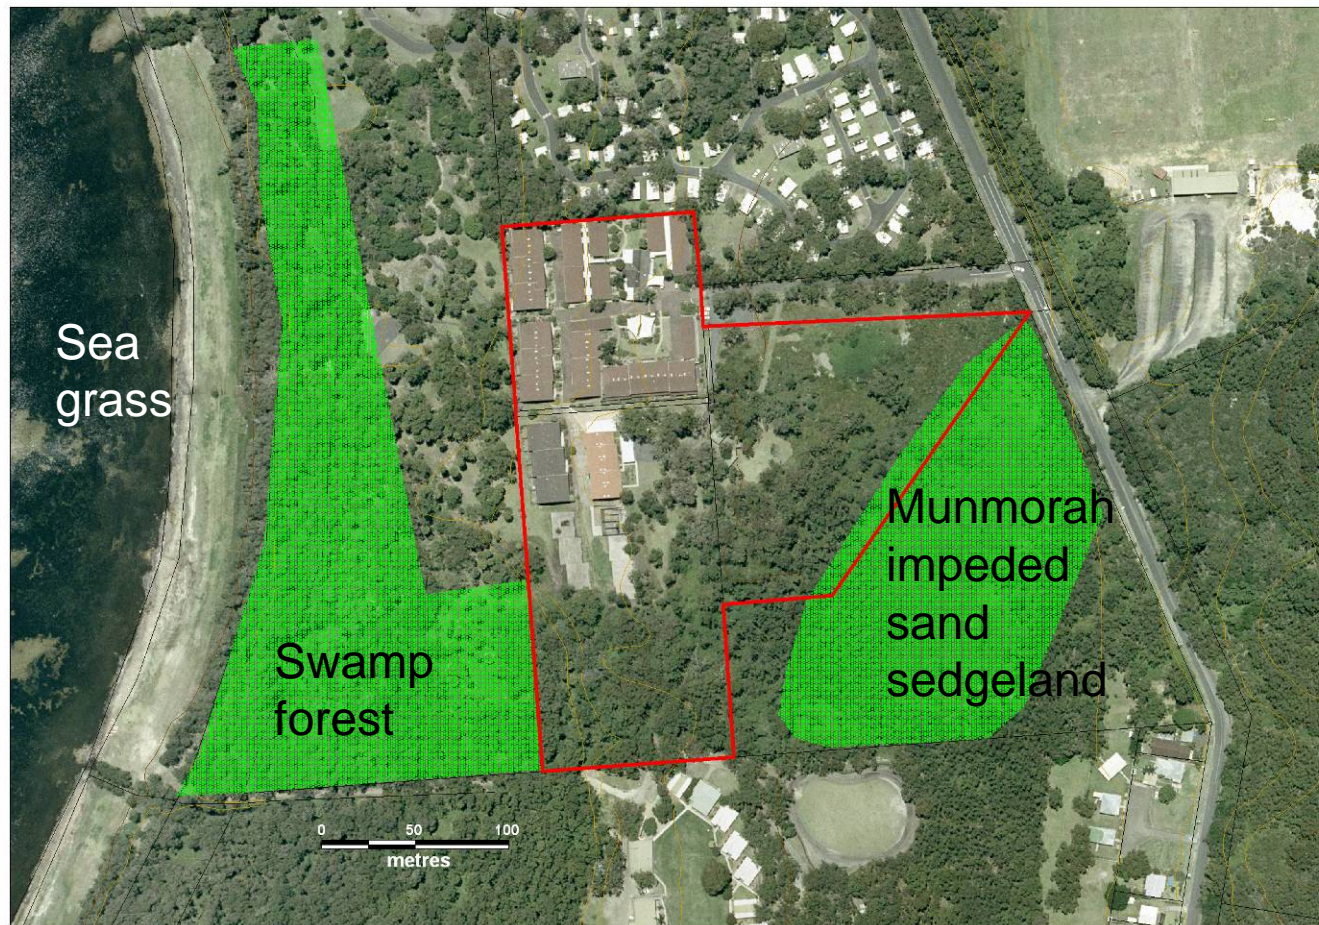 Sea
grass
Swamp
forest
Munmorah
impeded
sand
sedgeland
0 50 100
metres